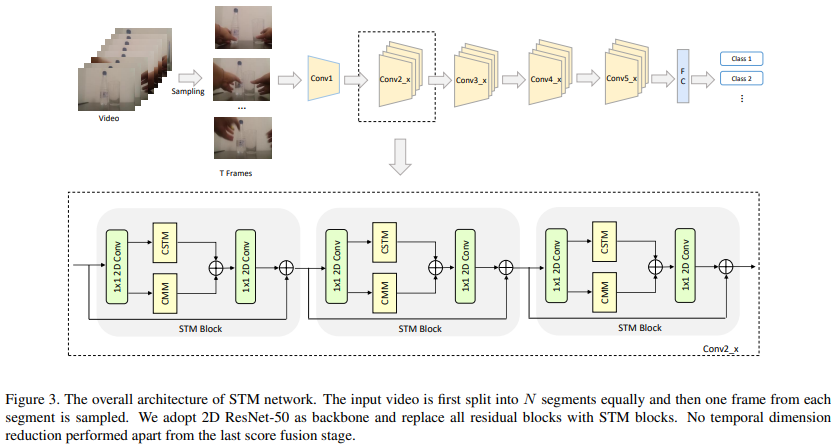 Video
Sampling
...
T Frames
Conv1
Conv2_x
Conv3_x
Conv4_x
Conv5_x
F
C
Class 1
Class 2
⋮
1x1 2D Conv
CSTM
CMM
1x1 2D Conv
STM Block
1x1 2D Conv
CSTM
CMM
1x1 2D Conv
STM Block
1x1 2D Conv
CSTM
CMM
1x1 2D Conv
STM Block
Conv2_x
Figure 3. The overall architecture of STM network. The input video is first split into N segments equally and then one frame from each
segment is sampled. We adopt 2D ResNet-50 as backbone and replace all residual blocks with STM blocks. No temporal dimension
reduction performed apart from the last score fusion stage.